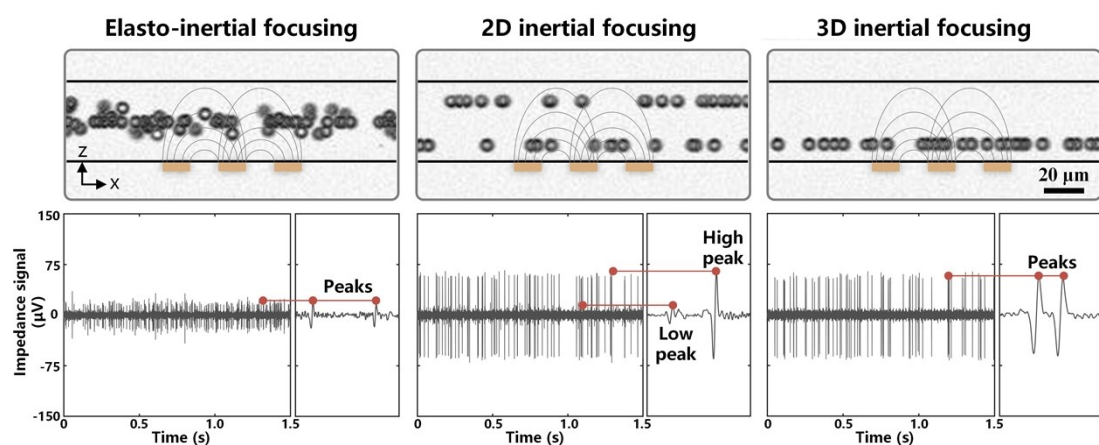 Elasto-inertial focusing
2D inertial focusing
3D inertial focusing
Z
X
20 μm
Impedance signal
(μV)
150
75
0
-75
-150
Peaks
High
peak
Low
peak
Peaks
0 0.5 1.0 1.5
Time (s)
0 0.5 1.0 1.5
Time (s)
0 0.5 1.0 1.5
Time (s)